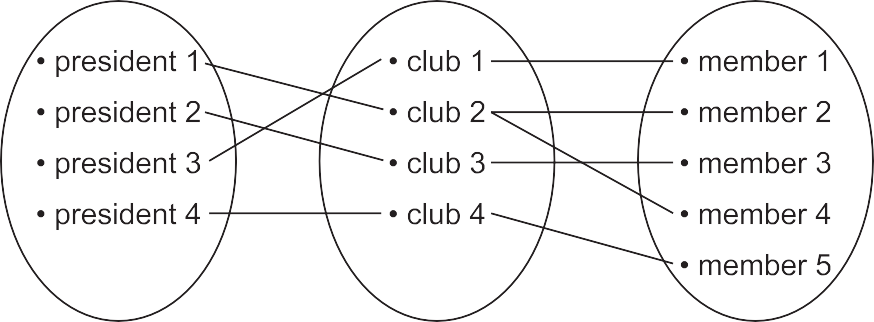 • president 1
• president 2
• president 3
• president 4
• club 1
• club 2
• club 3
• club 4
• member 1
• member 2
• member 3
• member 4
• member 5